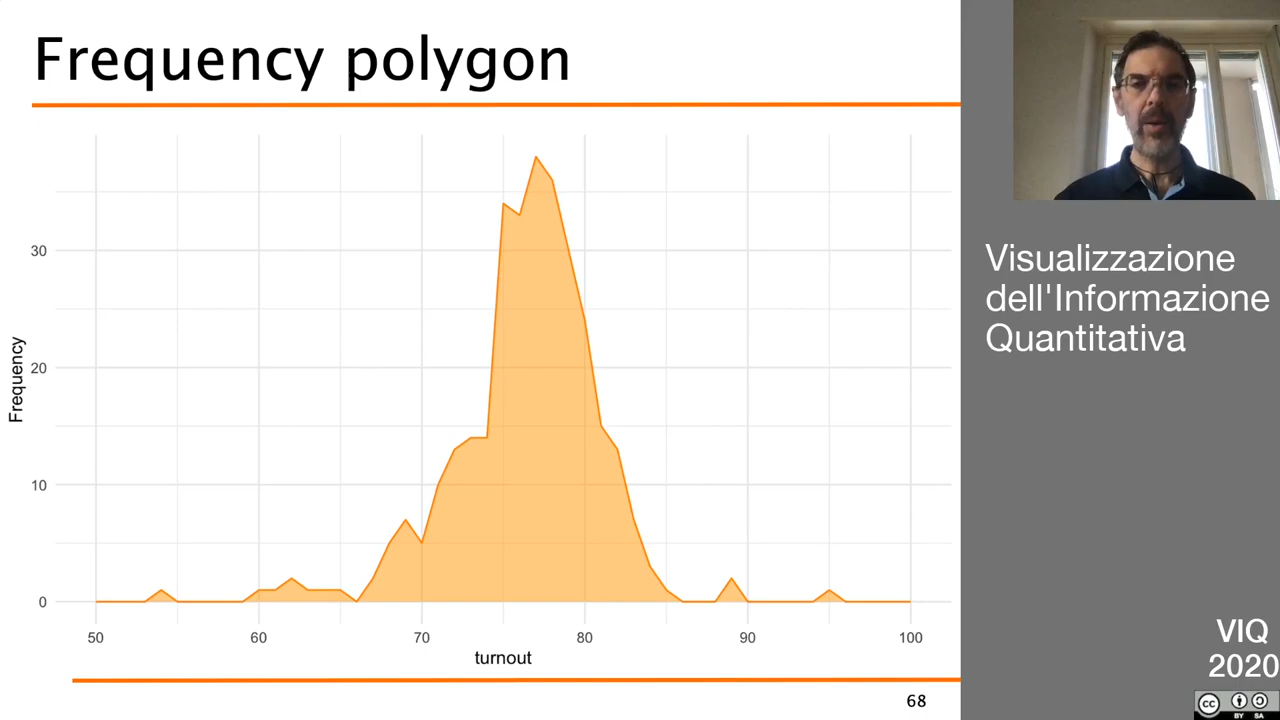 Frequency polygon
Frequency
30
20
10
0
50 60 70 80 90 100
turnout
68
Visualizzazione
dell'Informazione
Quantitativa
VIQ
2020
cc
BY SA